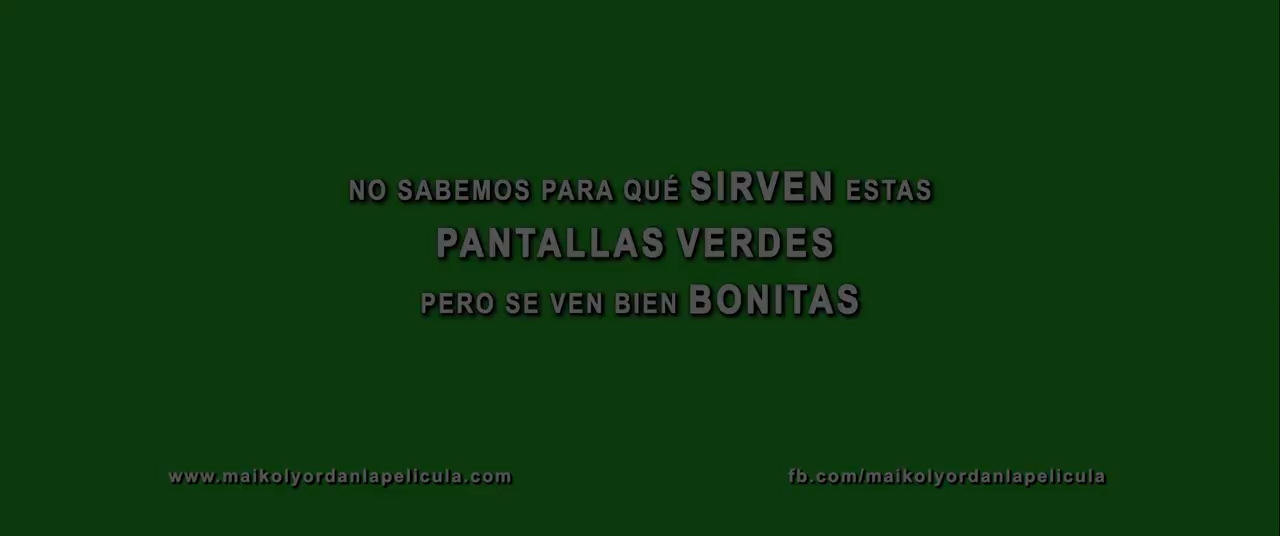 NO SABEMOS PARA QUÉ SIRVEN ESTAS
PANTALLAS VERDES
PERO SE VEN BIEN BONITAS
www.maikolyordanlapelicula.com
fb.com/maikolyordanlapelicula